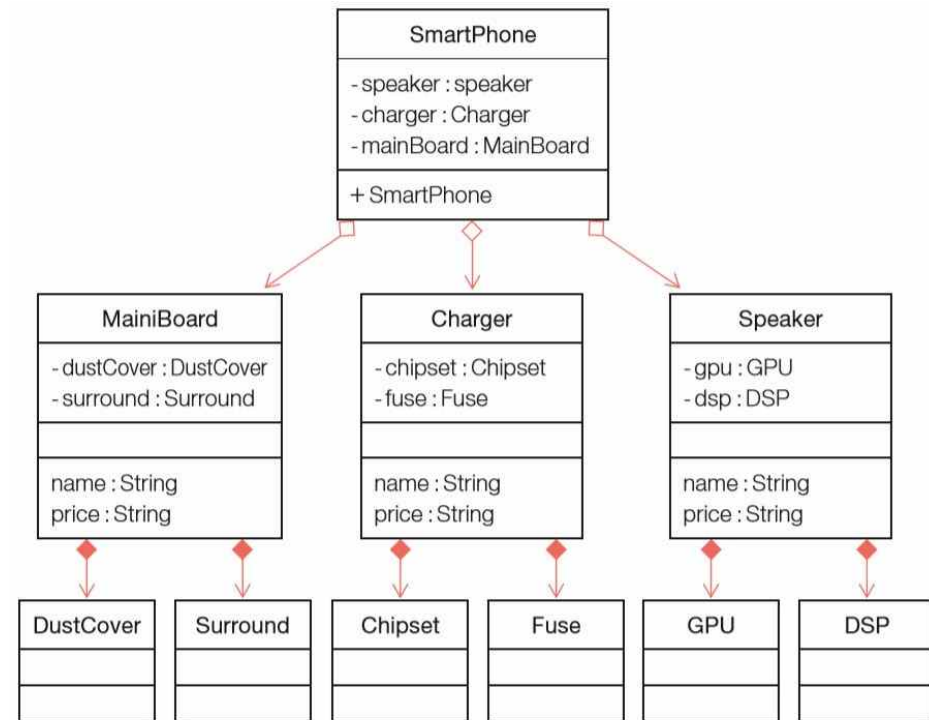 SmartPhone
- speaker : speaker
- charger : Charger
- mainBoard : MainBoard
+ SmartPhone
MainiBoard
- dustCover : DustCover
- surround : Surround
name : String
price : String
Charger
- chipset : Chipset
- fuse : Fuse
name : String
price : String
Speaker
- gpu : GPU
- dsp : DSP
name : String
price : String
DustCover
Surround
Chipset
Fuse
GPU
DSP